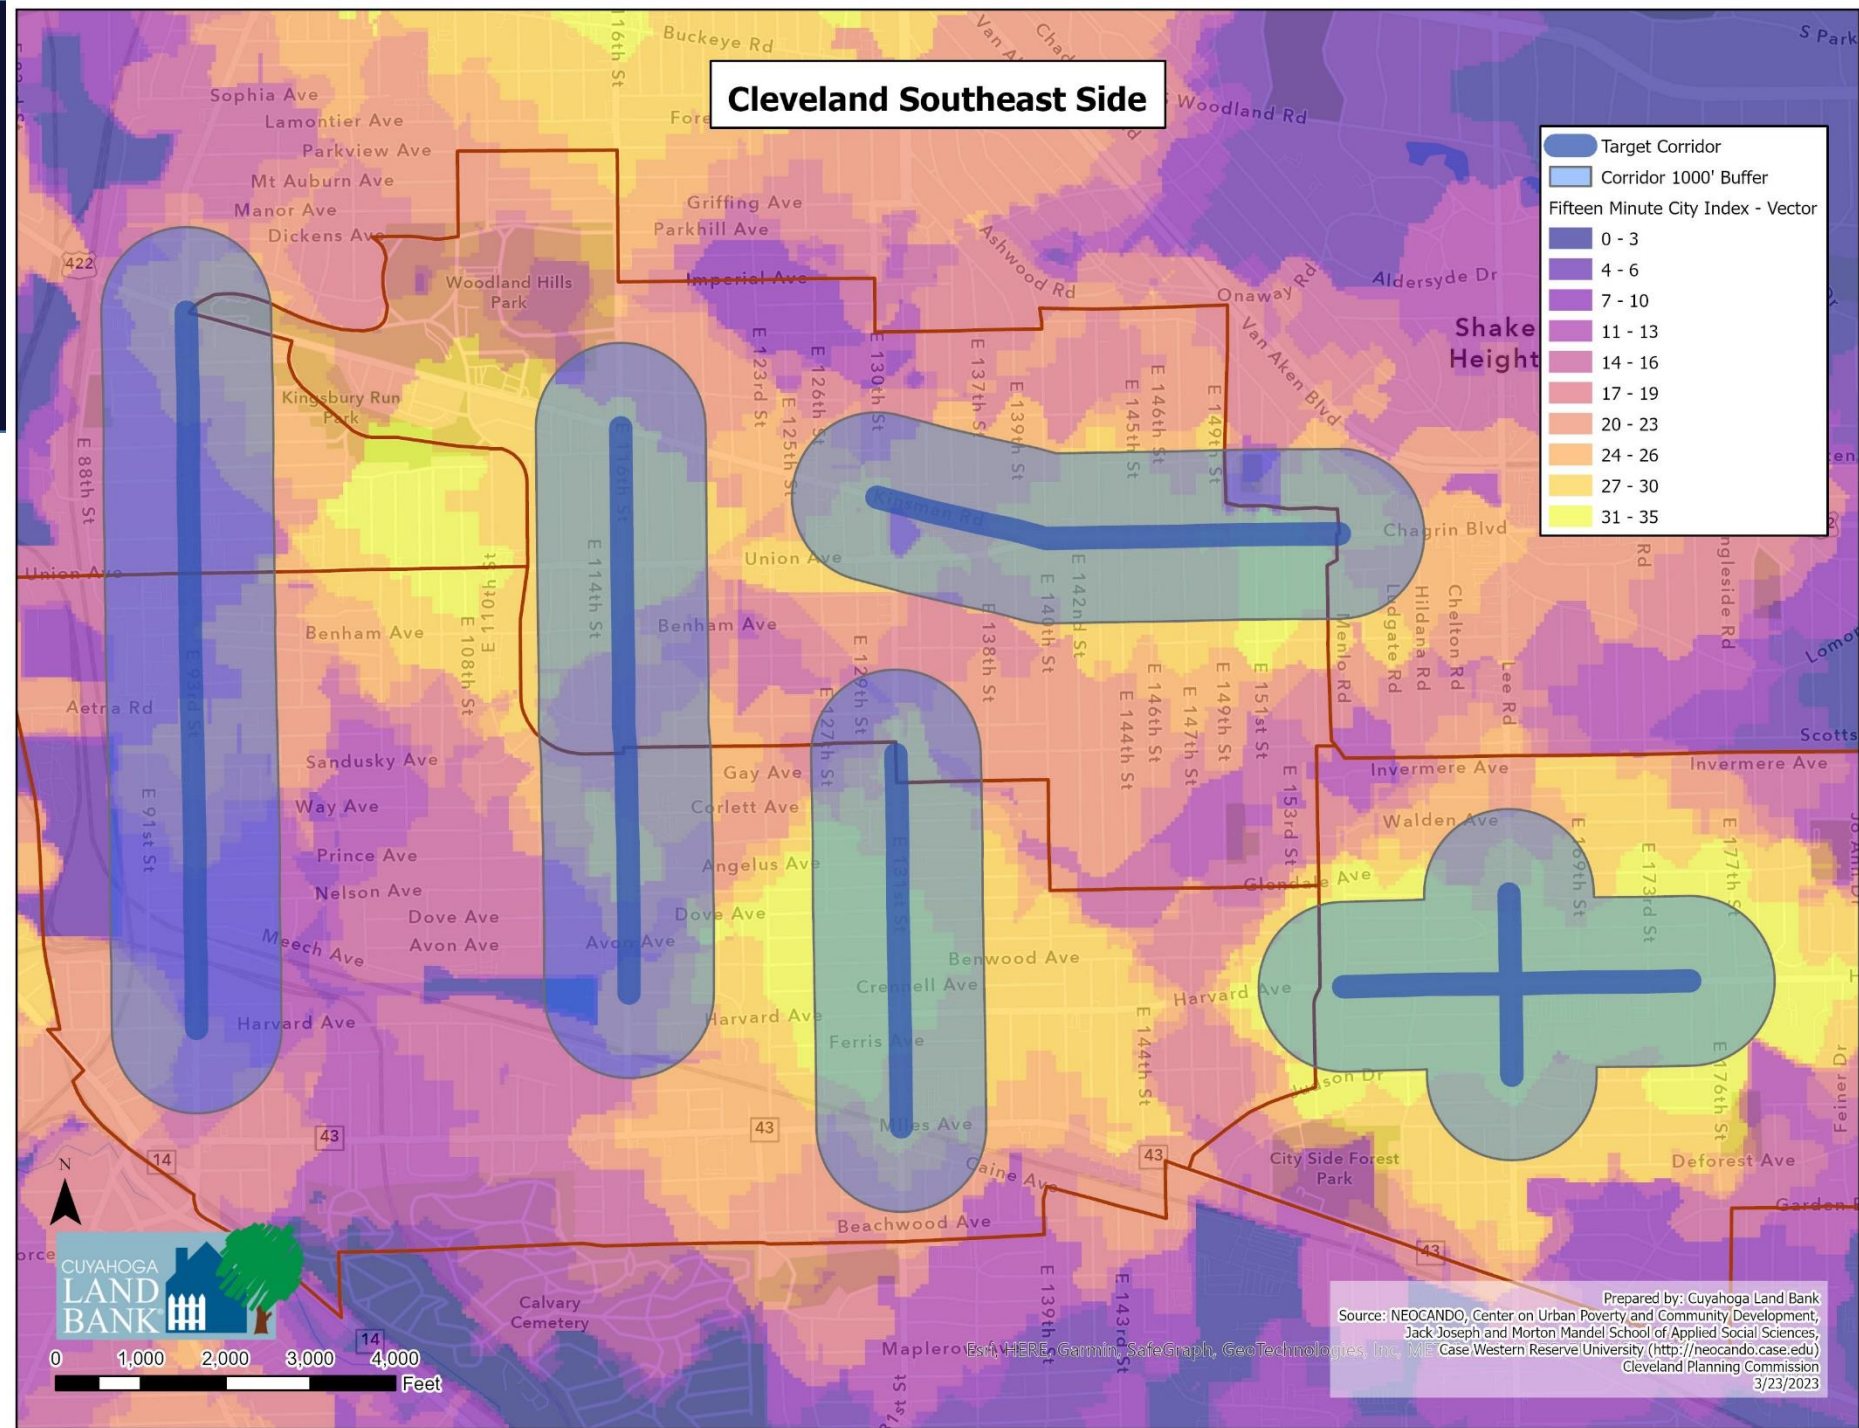 Cleveland Southeast Side
Target Corridor
Corridor 1000' Buffer
Fifteen Minute City Index - Vector
0 - 3
4 - 6
7 - 10
11 - 13
14 - 16
17 - 19
20 - 23
24 - 26
27 - 30
31 - 35
Buckeye Rd
E 116th St
S Park
Woodland Rd
Sophia Ave
Lamontier Ave
Parkview Ave
Mt Auburn Ave
Manor Ave
Dickens Ave
422
Woodland Hills
Park
Griffing Ave
Parkhill Ave
Imperial Ave
Ashwood Rd
Onaway Rd
Aldersyde Dr
Van Aken Blvd
Shake
Height
Kingsbury Run
Park
E 88th St
E 123rd St
E 125th St
E 126th St
E 130th St
E 137th St
E 139th St
E 145th St
E 146th St
E 149th St
E 116th St
Kinsman Rd
Chagrin Blvd
Union Ave
Union Ave
E 110th St
E 114th St
E 140th St
E 142nd St
Benham Ave
Benham Ave
E 108th St
E 93rd St
E 129th St
E 138th St
E 127th St
Menlo Rd
Ludgate Rd
Hildana Rd
Chelton Rd
Lee Rd
Ingleside Rd
Lomon
Aetna Rd
E 144th St
E 146th St
E 147th St
E 149th St
E 151st St
E 153rd St
Scotts
Sandusky Ave
Gay Ave
Invermere Ave
Invermere Ave
Way Ave
Corlett Ave
Walden Ave
E 91st St
Prince Ave
Angelus Ave
E 131st St
Glendale Ave
E 169th St
E 173rd St
E 177th St
Nelson Ave
Dove Ave
Dove Ave
Avon Ave
Avon Ave
Meech Ave
Benwood Ave
Crennell Ave
Harvard Ave
Harvard Ave
Harvard Ave
Ferris Ave
E 144th St
Judson Dr
E 176th St
Feiner Dr
43
43
Miles Ave
43
14
Caine Ave
City Side Forest
Park
Deforest Ave
Beachwood Ave
43
N
CUYAHOGA
LAND
BANK
Calvary
Cemetery
14
E 139th St
E 143rd St
0 1,000 2,000 3,000 4,000
Feet
Esri, HERE, Garmin, SafeGraph, GeoTechnologies, Inc, MET
Prepared by: Cuyahoga Land Bank
Source: NEOCANDO, Center on Urban Poverty and Community Development,
Jack Joseph and Morton Mandel School of Applied Social Sciences,
Case Western Reserve University (http://neocando.case.edu)
Cleveland Planning Commission
3/23/2023